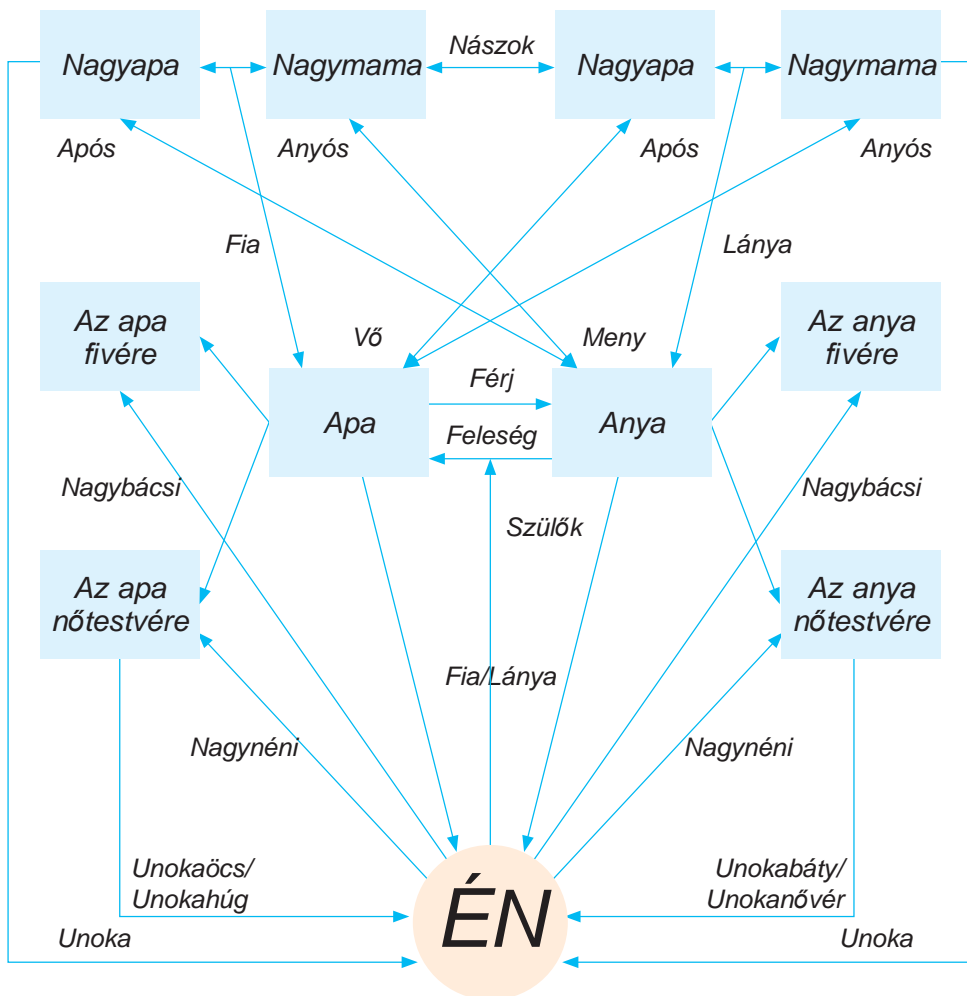 Nászok
Nagyapa
Nagymama
Nagyapa
Nagymama
Após
Anyós
Após
Anyós
Fia
Lánya
Az apa
fivére
Az anya
fivére
Vő
Meny
Férj
Apa
Anya
Feleség
Nagybácsi
Nagybácsi
Szülők
Az apa
nőtestvére
Az anya
nőtestvére
Fia/Lánya
Nagynéni
Nagynéni
Unokaöcs/
Unokahúg
Unokabáty/
Unokanővér
ÉN
Unoka
Unoka